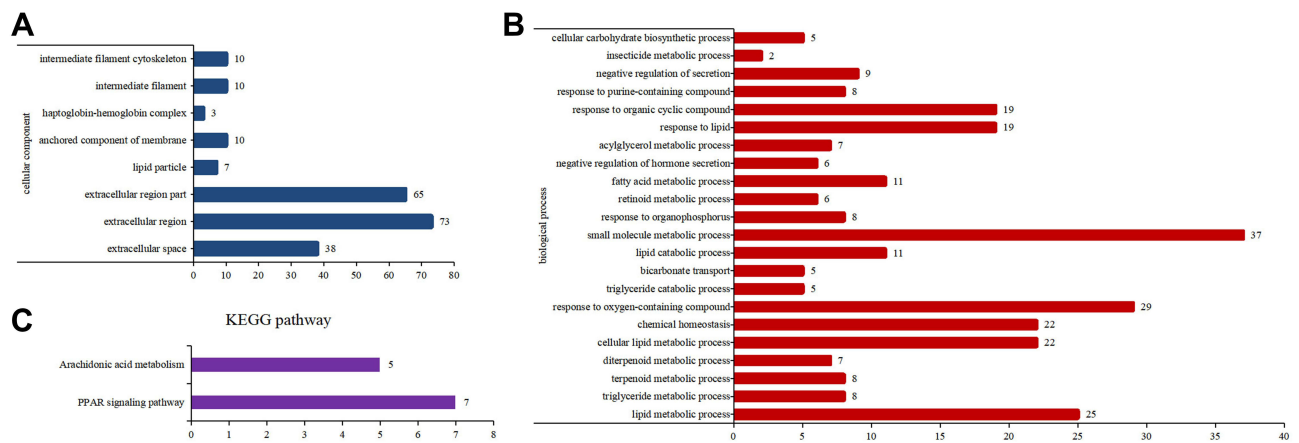 A
cellular component
intermediate filament cytoskeleton 10
intermediate filament 10
haptoglobin-hemoglobin complex 3
anchored component of membrane 10
lipid particle 7
extracellular region part 65
extracellular region 73
extracellular space 38
0 10 20 30 40 50 60 70 80
B
biological process
cellular carbohydrate biosynthetic process 5
insecticide metabolic process 2
negative regulation of secretion 9
response to purine-containing compound 8
response to organic cyclic compound 19
response to lipid 19
acylglycerol metabolic process 7
negative regulation of hormone secretion 6
fatty acid metabolic process 11
retinoid metabolic process 6
response to organophosphorus 8
small molecule metabolic process 37
lipid catabolic process 11
bicarbonate transport 5
triglyceride catabolic process 5
response to oxygen-containing compound 29
chemical homeostasis 22
cellular lipid metabolic process 22
diterpenoid metabolic process 7
terpenoid metabolic process 8
triglyceride metabolic process 8
lipid metabolic process 25
0 5 10 15 20 25 30 35 40
C
KEGG pathway
Arachidonic acid metabolism 5
PPAR signaling pathway 7
0 1 2 3 4 5 6 7 8